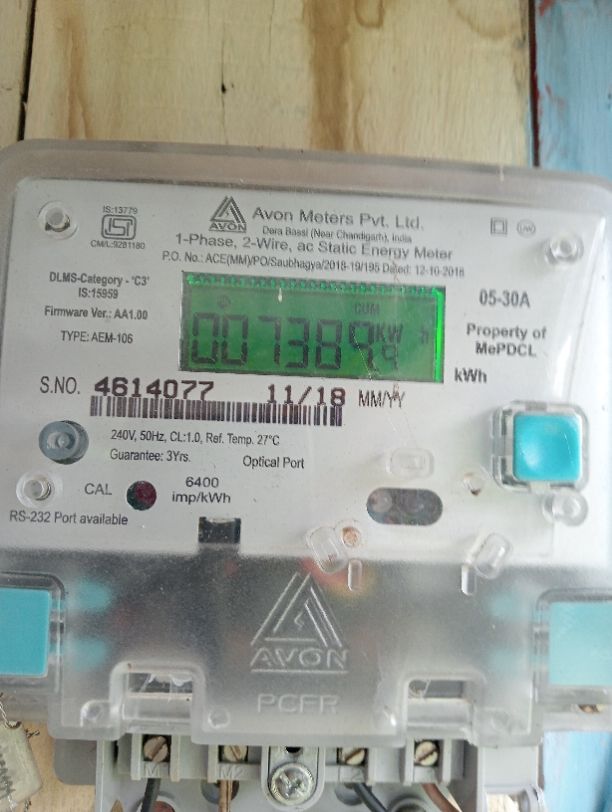 IS:13779
ISI
CM/L:9281180
AVON
Avon Meters Pvt. Ltd.
Dera Bassi (Near Chandigarh), India
1-Phase, 2-Wire, ac Static Energy Meter
P.O. No.: ACE(MM)/PO/Saubhagya/2018-19/195 Dated: 12-10-2018
DLMS-Category - 'C3'
IS:15959
Firmware Ver.: AA1.00
TYPE: AEM-106
CUM
KW h
05-30A
Property of
MePDCL
kWh
S.NO. 4614077 11/18 MM/YY
240V, 50Hz, CL:1.0, Ref. Temp. 27°C
Guarantee: 3Yrs.
Optical Port
CAL
6400
imp/kWh
RS-232 Port available
AVON
PCFR
M1 M2